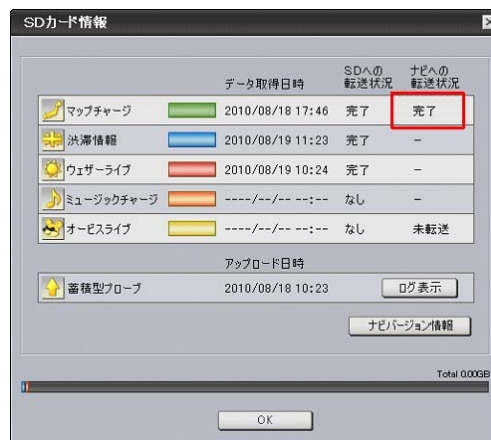 SDカード情報
データ取得日時 SDへの転送状況 ナビへの転送状況
マップチャージ 2010/08/18 17:46 完了 完了
渋滞情報 2010/08/19 11:23 完了 -
ウェザーライブ 2010/08/19 10:24 完了 -
ミュージックチャージ ----/--/-- --:-- なし -
オービスライブ ----/--/-- --:-- なし 未転送
アップロード日時
蓄積型プローブ 2010/08/18 10:23 ログ表示
ナビバージョン情報
Total 0.00GB
OK